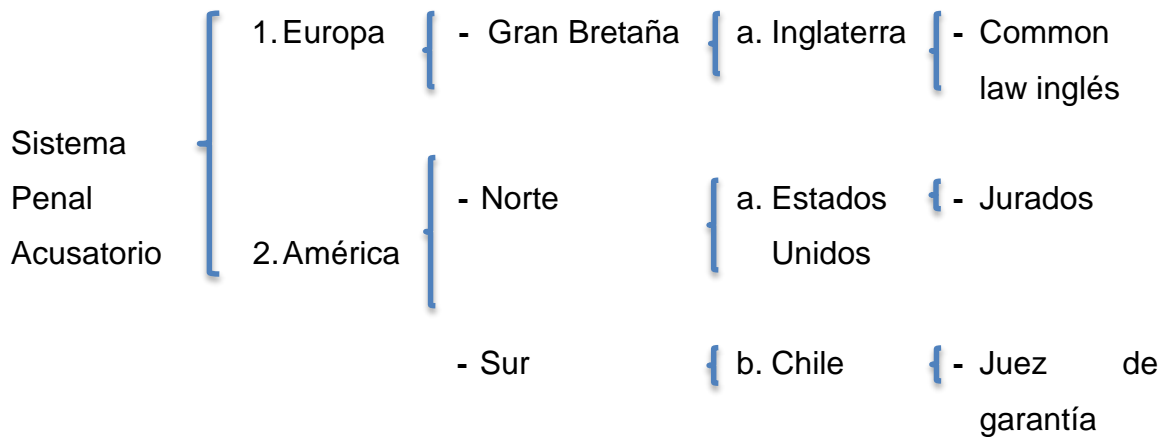 1. Europa - Gran Bretaña a. Inglaterra - Common
law inglés
Sistema
Penal - Norte a. Estados - Jurados
Acusatorio 2. América Unidos
- Sur b. Chile - Juez de
garantía